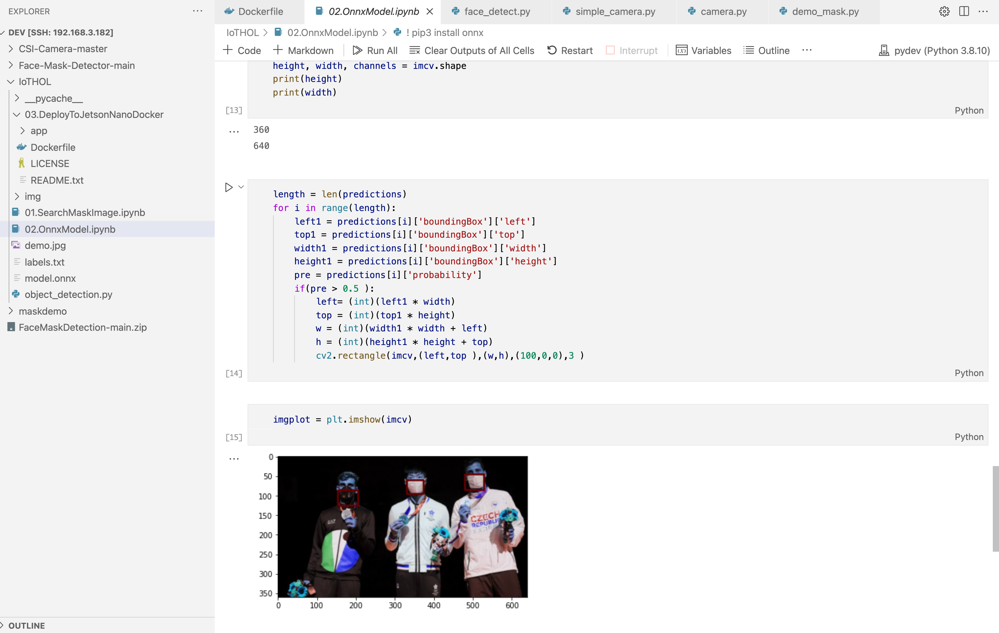 EXPLORER
DEV [SSH: 192.168.3.182]
CSI-Camera-master
Face-Mask-Detector-main
IoTHOL
__pycache__
03.DeployToJetsonNanoDocker
app
Dockerfile
LICENSE
README.txt
img
01.SearchMaskImage.ipynb
02.OnnxModel.ipynb
demo.jpg
labels.txt
model.onnx
object_detection.py
maskdemo
FaceMaskDetection-main.zip
OUTLINE
Dockerfile 02.OnnxModel.ipynb face_detect.py simple_camera.py camera.py demo_mask.py
IoTHOL > 02.OnnxModel.ipynb > ! pip3 install onnx
Code Markdown Run All Clear Outputs of All Cells Restart Interrupt Variables Outline pydev (Python 3.8.10)
height, width, channels = imcv.shape
print(height)
print(width)
[13] Python
360
640
length = len(predictions)
for i in range(length):
    left1 = predictions[i]['boundingBox']['left']
    top1 = predictions[i]['boundingBox']['top']
    width1 = predictions[i]['boundingBox']['width']
    height1 = predictions[i]['boundingBox']['height']
    pre = predictions[i]['probability']
    if(pre > 0.5 ):
        left= (int)(left1 * width)
        top = (int)(top1 * height)
        w = (int)(width1 * width + left)
        h = (int)(height1 * height + top)
        cv2.rectangle(imcv,(left,top ),(w,h),(100,0,0),3 )
[14] Python
imgplot = plt.imshow(imcv)
[15] Python
0
50
100
150
200
250
300
350
0 100 200 300 400 500 600
EA7
CZECH
REPUBLIC